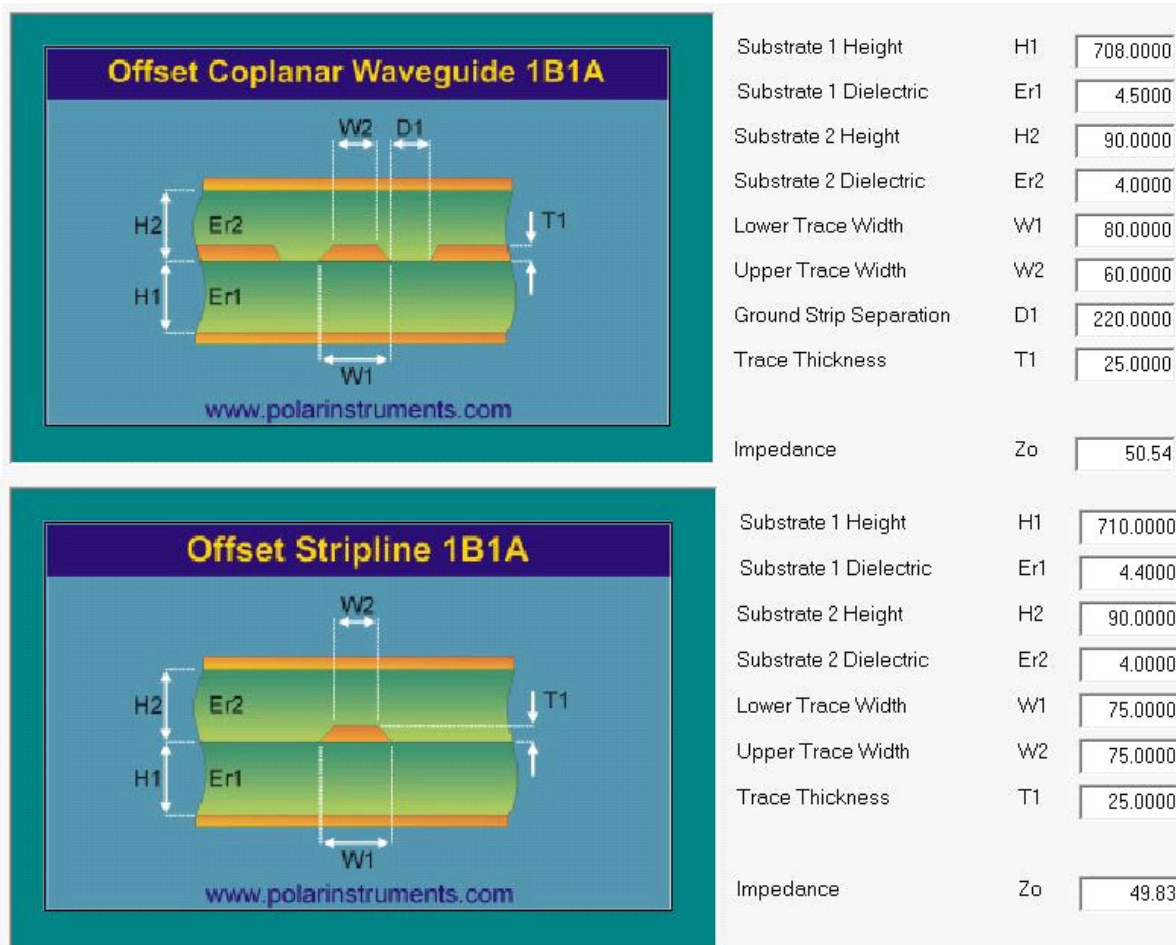 Offset Coplanar Waveguide 1B1A
W2 D1
H2 Er2 T1
H1 Er1
W1
www.polarinstruments.com
Substrate 1 Height H1 708.0000
Substrate 1 Dielectric Er1 4.5000
Substrate 2 Height H2 90.0000
Substrate 2 Dielectric Er2 4.0000
Lower Trace Width W1 80.0000
Upper Trace Width W2 60.0000
Ground Strip Separation D1 220.0000
Trace Thickness T1 25.0000
Impedance Zo 50.54
Offset Stripline 1B1A
W2
H2 Er2 T1
H1 Er1
W1
www.polarinstruments.com
Substrate 1 Height H1 710.0000
Substrate 1 Dielectric Er1 4.4000
Substrate 2 Height H2 90.0000
Substrate 2 Dielectric Er2 4.0000
Lower Trace Width W1 75.0000
Upper Trace Width W2 75.0000
Trace Thickness T1 25.0000
Impedance Zo 49.83